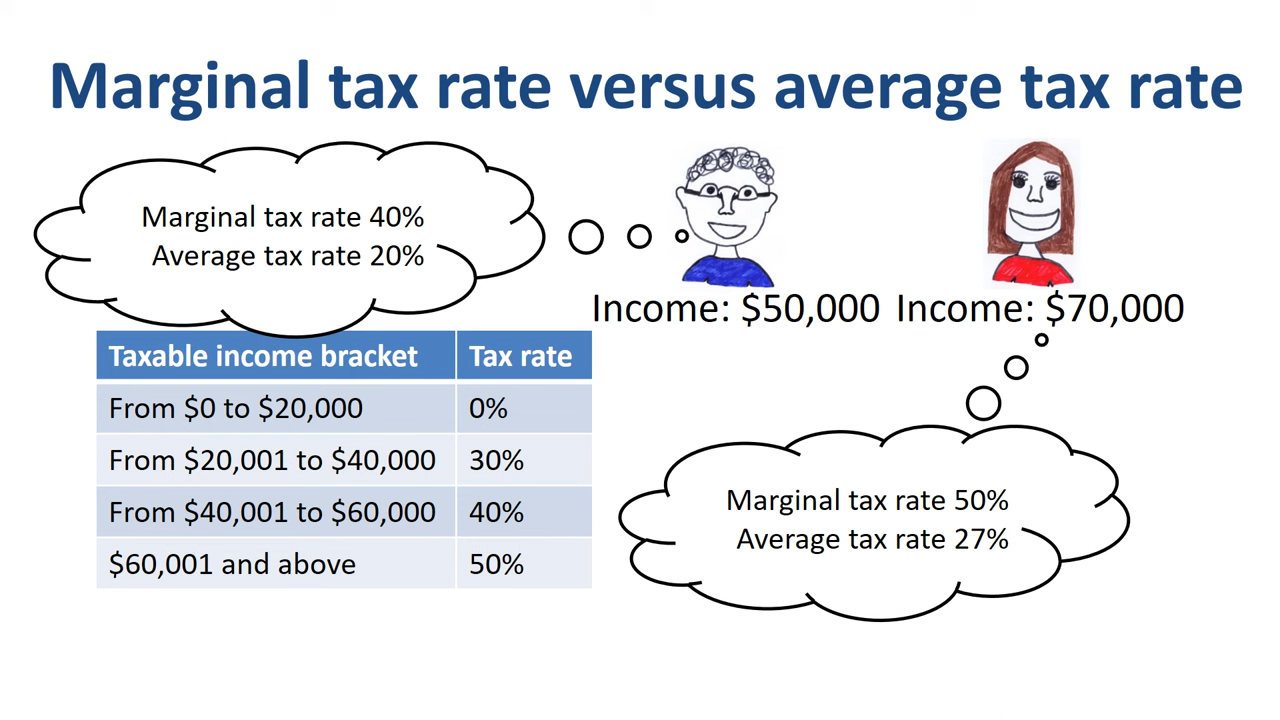 Marginal tax rate versus average tax rate
Marginal tax rate 40%
Average tax rate 20%
Income: $50,000
Income: $70,000
Taxable income bracket Tax rate
From $0 to $20,000 0%
From $20,001 to $40,000 30%
From $40,001 to $60,000 40%
$60,001 and above 50%
Marginal tax rate 50%
Average tax rate 27%